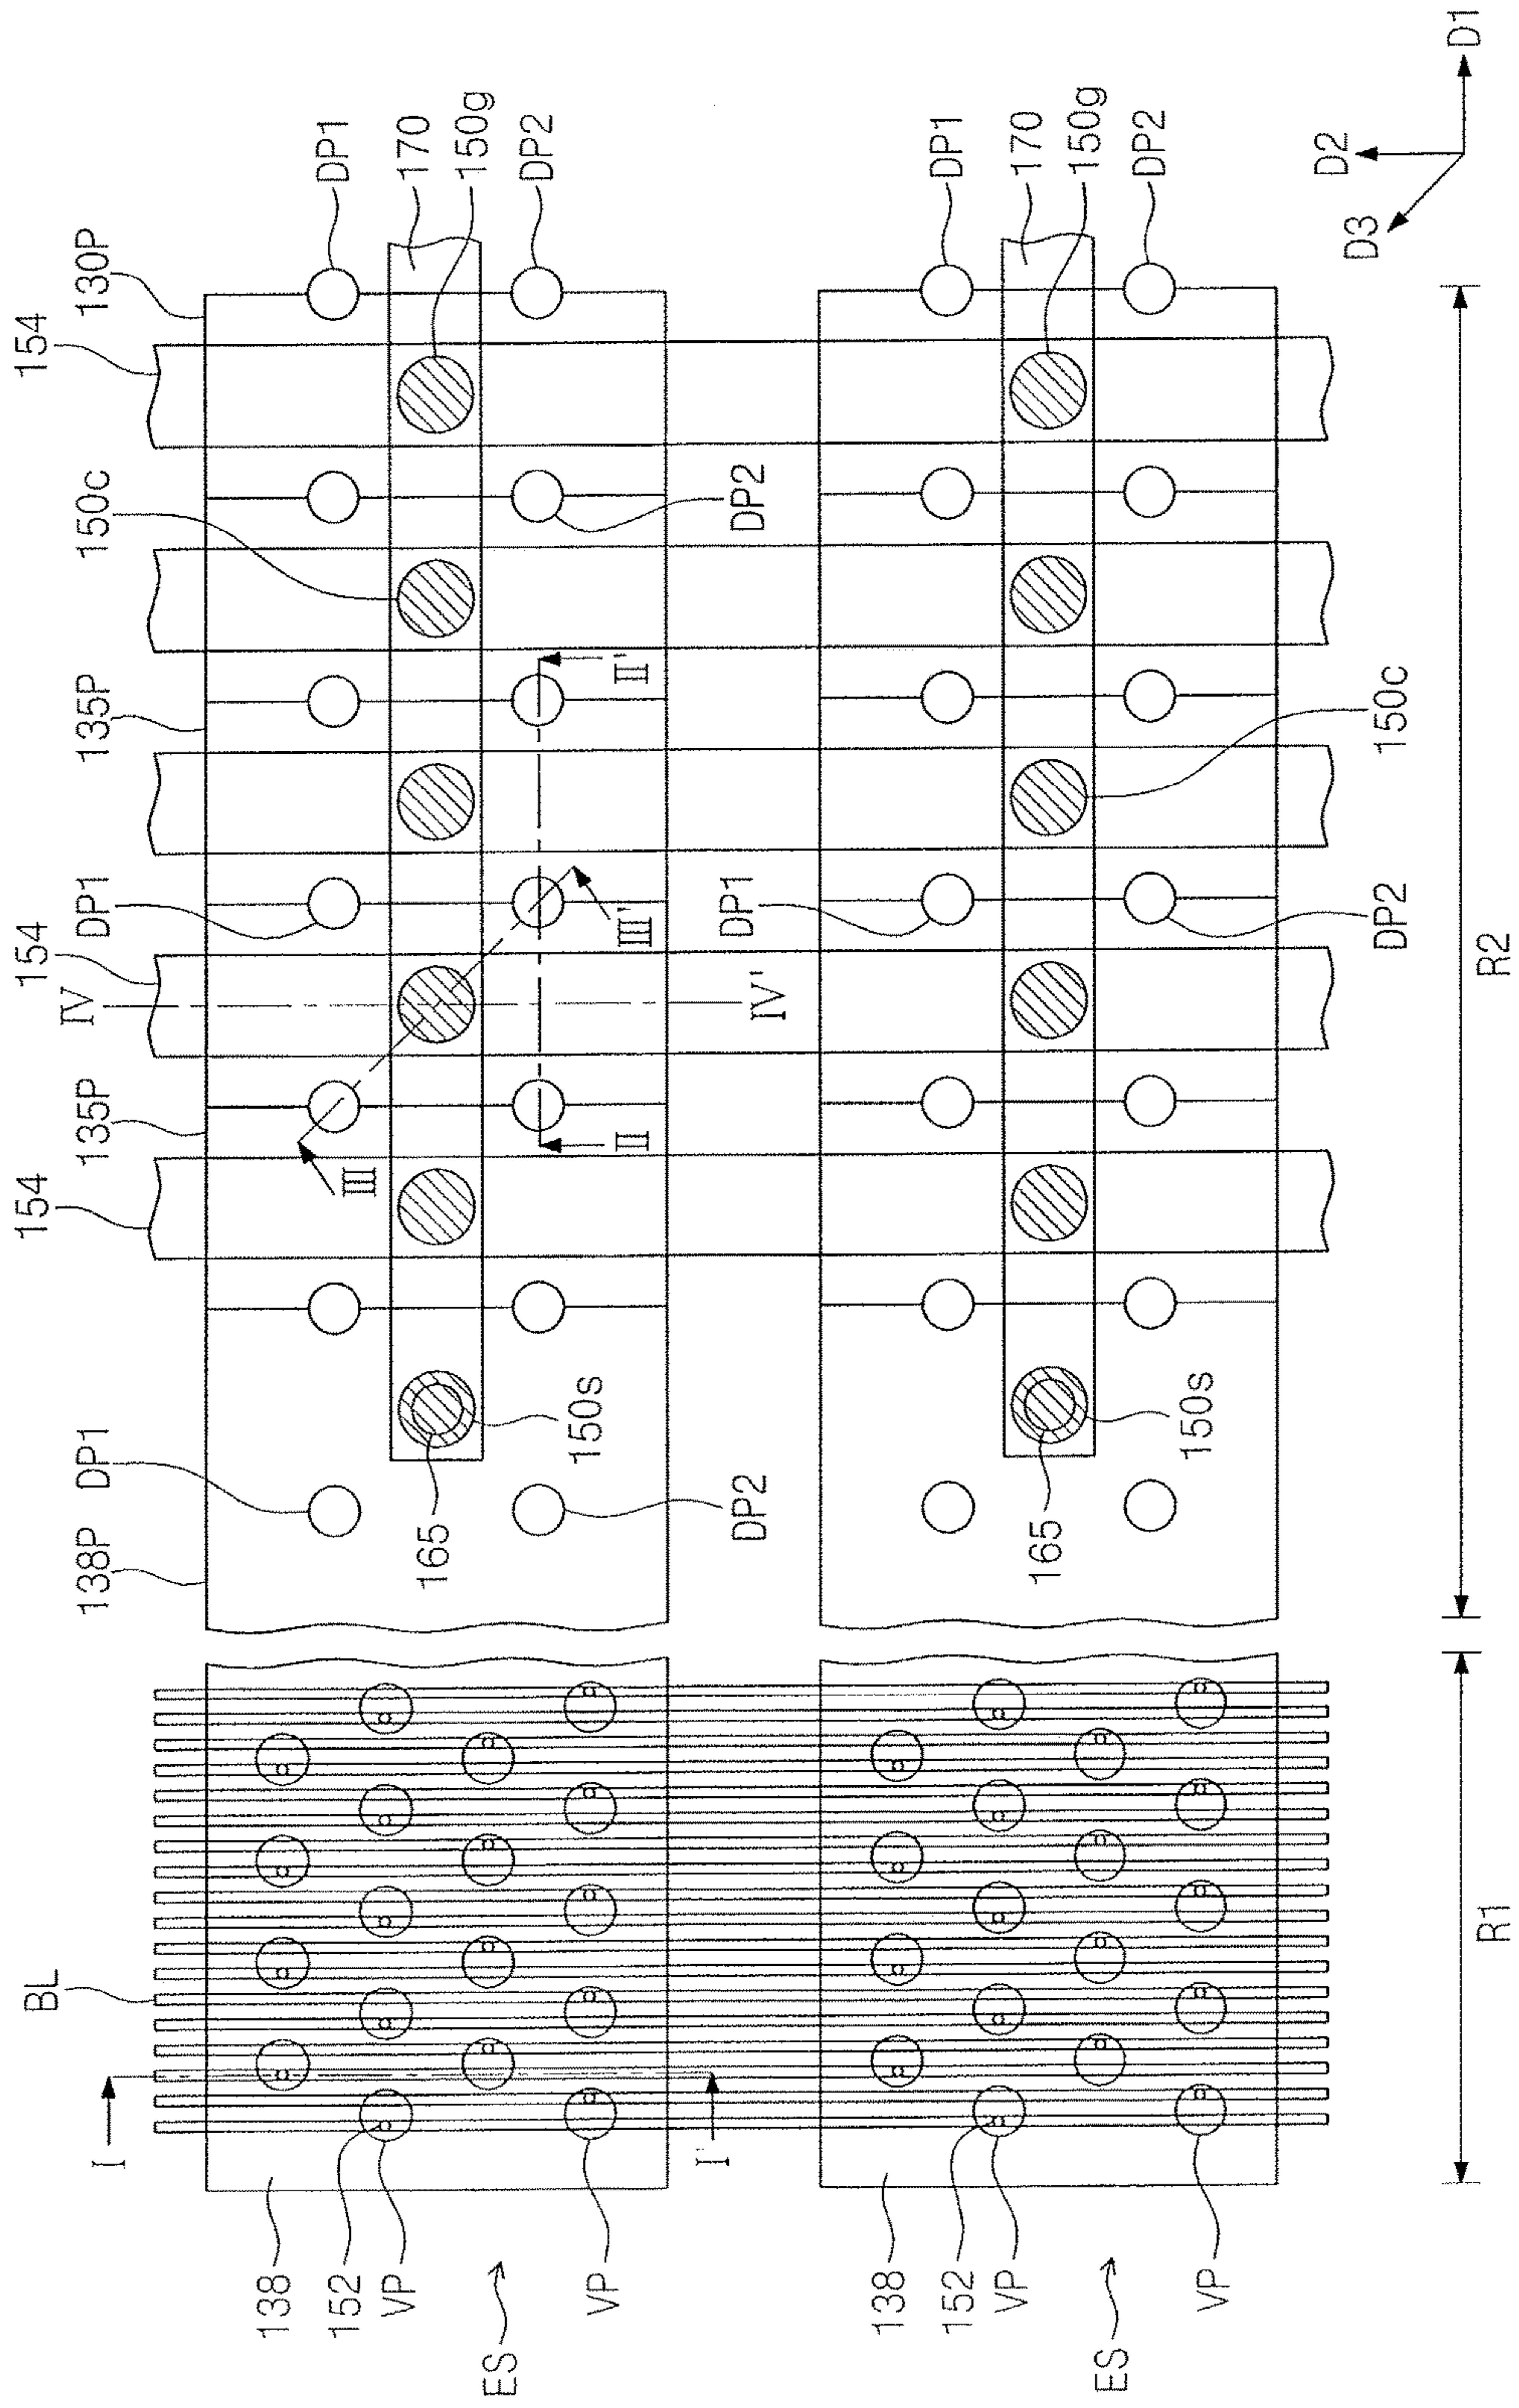 BL
154
154
154
I
138P
DP1
135P
IV
DP1
135P
150c
130P
138
152
III
DP1
VP
170
165
150g
ES
DP2
150s
VP
II
III'
II'
I'
DP2
IV'
DP1
DP2
138
152
DP1
VP
170
165
150g
ES
DP2
150s
VP
D2
D3
DP2
150c
D1
R1
R2